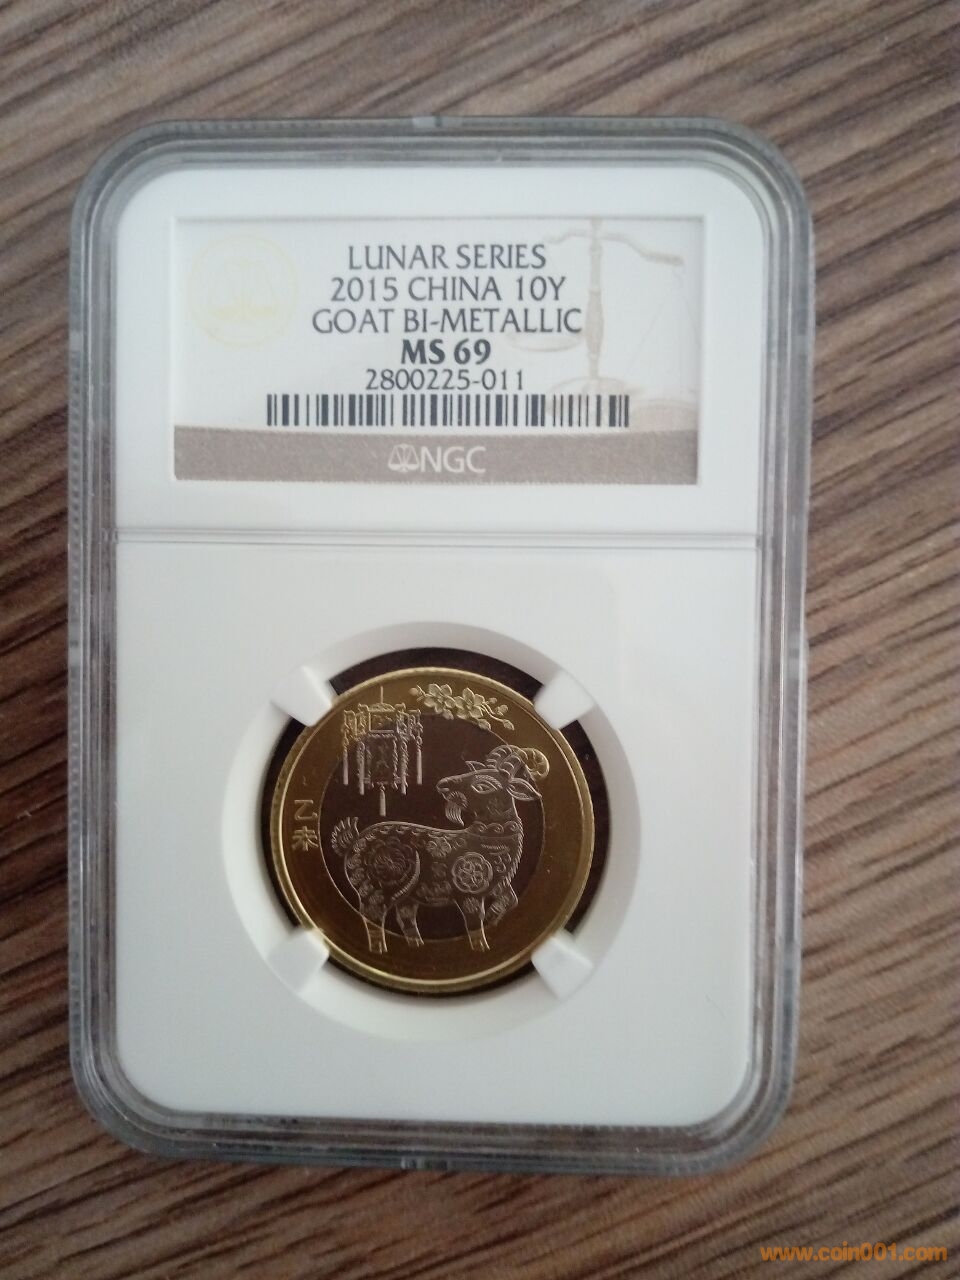 LUNAR SERIES
2015 CHINA 10Y
GOAT BI-METALLIC
MS 69
2800225-011
NGC
乙未
www.coin001.com